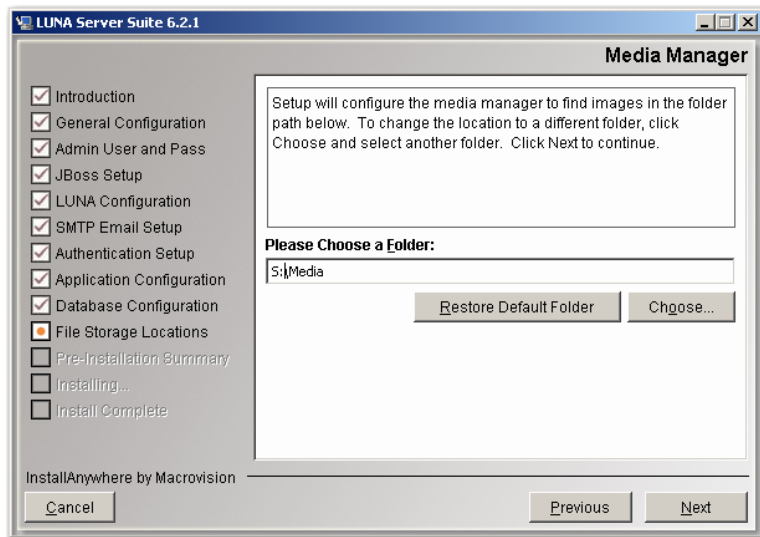 LUNA Server Suite 6.2.1
Media Manager
Introduction
General Configuration
Admin User and Pass
JBoss Setup
LUNA Configuration
SMTP Email Setup
Authentication Setup
Application Configuration
Database Configuration
File Storage Locations
Pre-Installation Summary
Installing...
Install Complete
Setup will configure the media manager to find images in the folder
path below. To change the location to a different folder, click
Choose and select another folder. Click Next to continue.
Please Choose a Folder:
S:\Media
Restore Default Folder
Choose...
InstallAnywhere by Macrovision
Cancel
Previous
Next